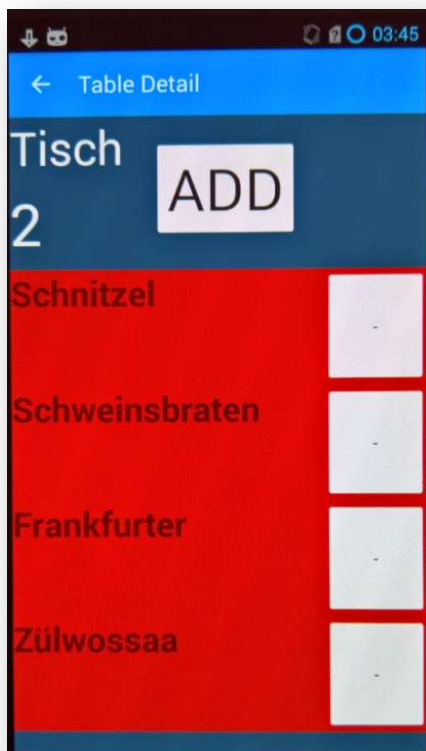 03:45
← Table Detail
Tisch
2
ADD
Schnitzel
-
Schweinsbraten
-
Frankfurter
-
Zülwossaa
-